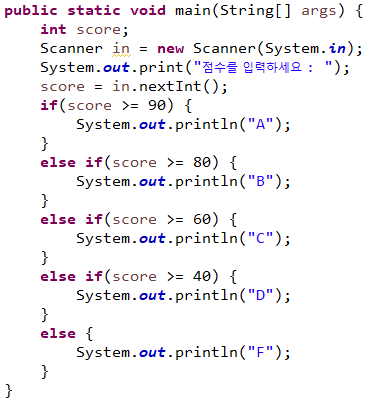 public static void main(String[] args) {
    int score;
    Scanner in = new Scanner(System.in);
    System.out.print("점수를 입력하세요 : ");
    score = in.nextInt();
    if(score >= 90) {
        System.out.println("A");
    }
    else if(score >= 80) {
        System.out.println("B");
    }
    else if(score >= 60) {
        System.out.println("C");
    }
    else if(score >= 40) {
        System.out.println("D");
    }
    else {
        System.out.println("F");
    }
}